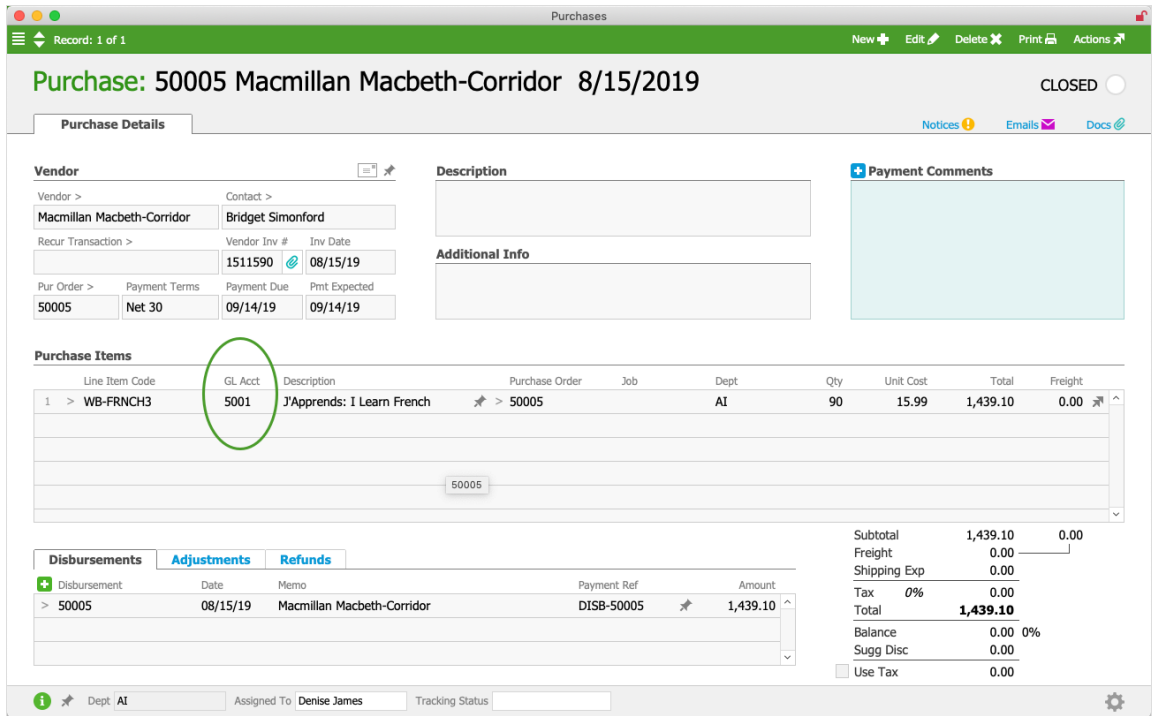 Purchases
Record: 1 of 1 New Edit Delete Print Actions
Purchase: 50005 Macmillan Macbeth-Corridor 8/15/2019
CLOSED
Purchase Details
Notices Emails Docs
Vendor
Vendor > Contact >
Macmillan Macbeth-Corridor Bridget Simonford
Recur Transaction > Vendor Inv # Inv Date
1511590 08/15/19
Pur Order > Payment Terms Payment Due Pmt Expected
50005 Net 30 09/14/19 09/14/19
Description
Additional Info
Payment Comments
Purchase Items
Line Item Code GL Acct Description Purchase Order Job Dept Qty Unit Cost Total Freight
1 > WB-FRNCH3 5001 J'Apprends: I Learn French > 50005 AI 90 15.99 1,439.10 0.00
50005
Disbursements Adjustments Refunds
Disbursement Date Memo Payment Ref Amount
> 50005 08/15/19 Macmillan Macbeth-Corridor DISB-50005 1,439.10
Subtotal 1,439.10 0.00
Freight 0.00
Shipping Exp 0.00
Tax 0% 0.00
Total 1,439.10
Balance 0.00 0%
Sugg Disc 0.00
Use Tax 0.00
Dept AI Assigned To Denise James Tracking Status